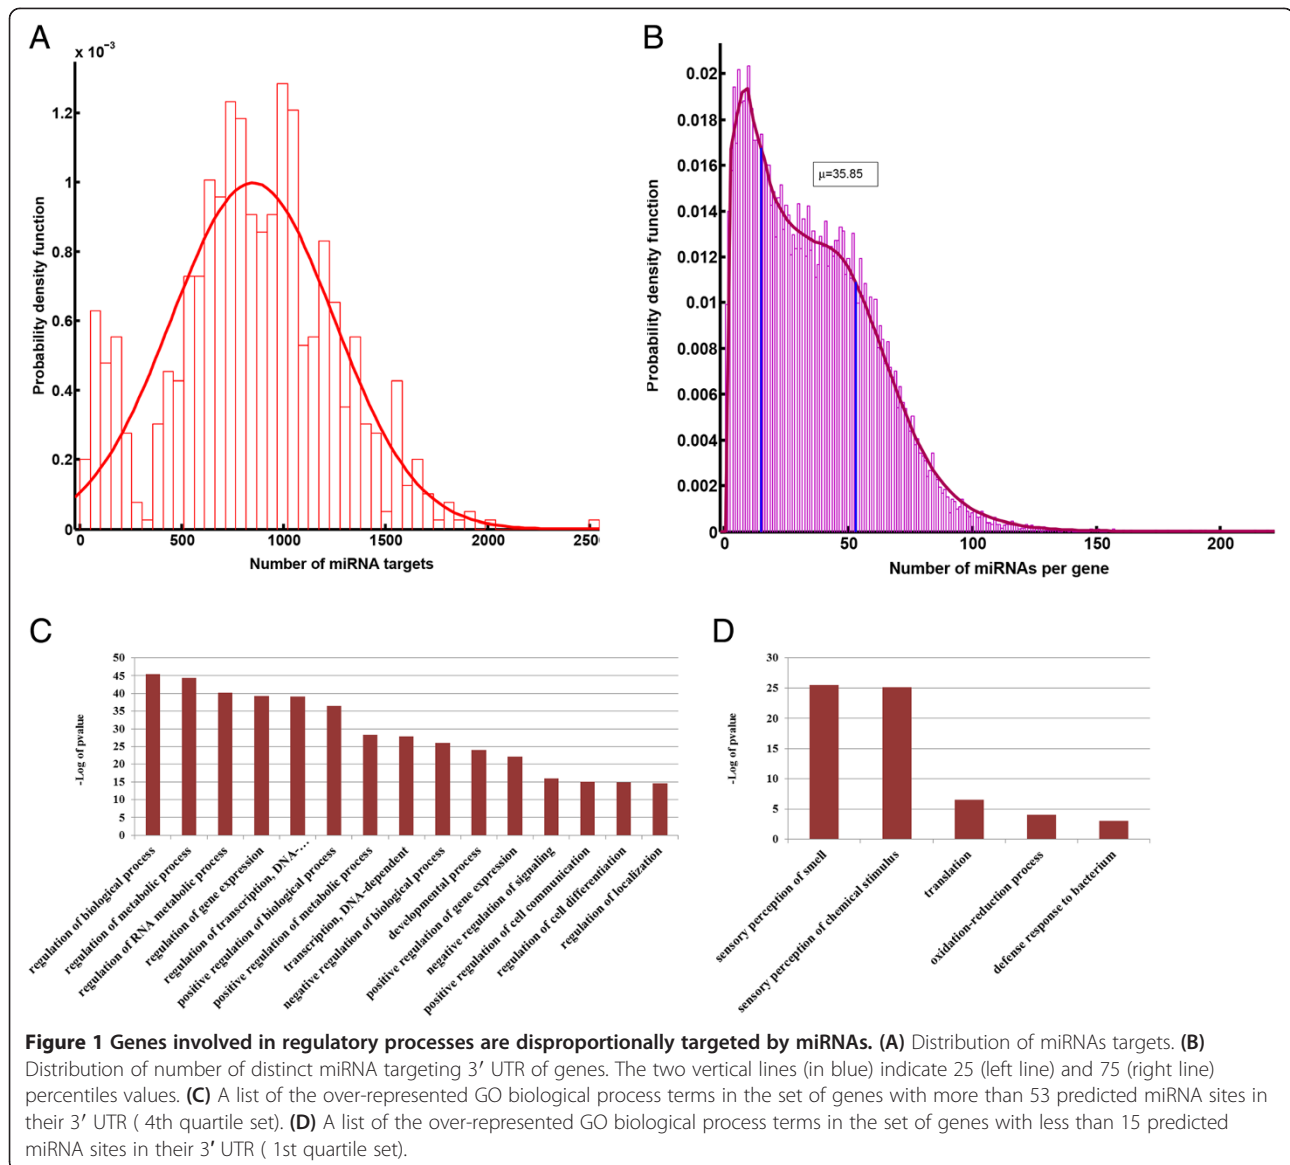 A
x 10⁻³
1.2
1
0.8
0.6
0.4
0.2
0
Probability density function
0
500
1000
1500
2000
250
Number of miRNA targets
B
0.02
0.018
0.016
0.014
0.012
0.01
0.008
0.006
0.004
0.002
0
Probability density function
μ=35.85
0
50
100
150
200
Number of miRNAs per gene
C
50
45
40
35
30
25
20
15
10
5
0
-Log of pvalue
regulation of biological process
regulation of metabolic process
regulation of RNA metabolic process
regulation of gene expression
regulation of transcription, DNA-…
positive regulation of biological process
positive regulation of metabolic process
transcription, DNA-dependent
negative regulation of biological process
developmental process
positive regulation of gene expression
negative regulation of signaling
positive regulation of cell communication
regulation of cell differentiation
regulation of localization
D
30
25
20
15
10
5
0
-Log of pvalue
sensory perception of smell
sensory perception of chemical stimulus
translation
oxidation-reduction process
defense response to bacterium
Figure 1 Genes involved in regulatory processes are disproportionally targeted by miRNAs. (A) Distribution of miRNAs targets. (B)
Distribution of number of distinct miRNA targeting 3′ UTR of genes. The two vertical lines (in blue) indicate 25 (left line) and 75 (right line)
percentiles values. (C) A list of the over-represented GO biological process terms in the set of genes with more than 53 predicted miRNA sites in
their 3′ UTR ( 4th quartile set). (D) A list of the over-represented GO biological process terms in the set of genes with less than 15 predicted
miRNA sites in their 3′ UTR ( 1st quartile set).